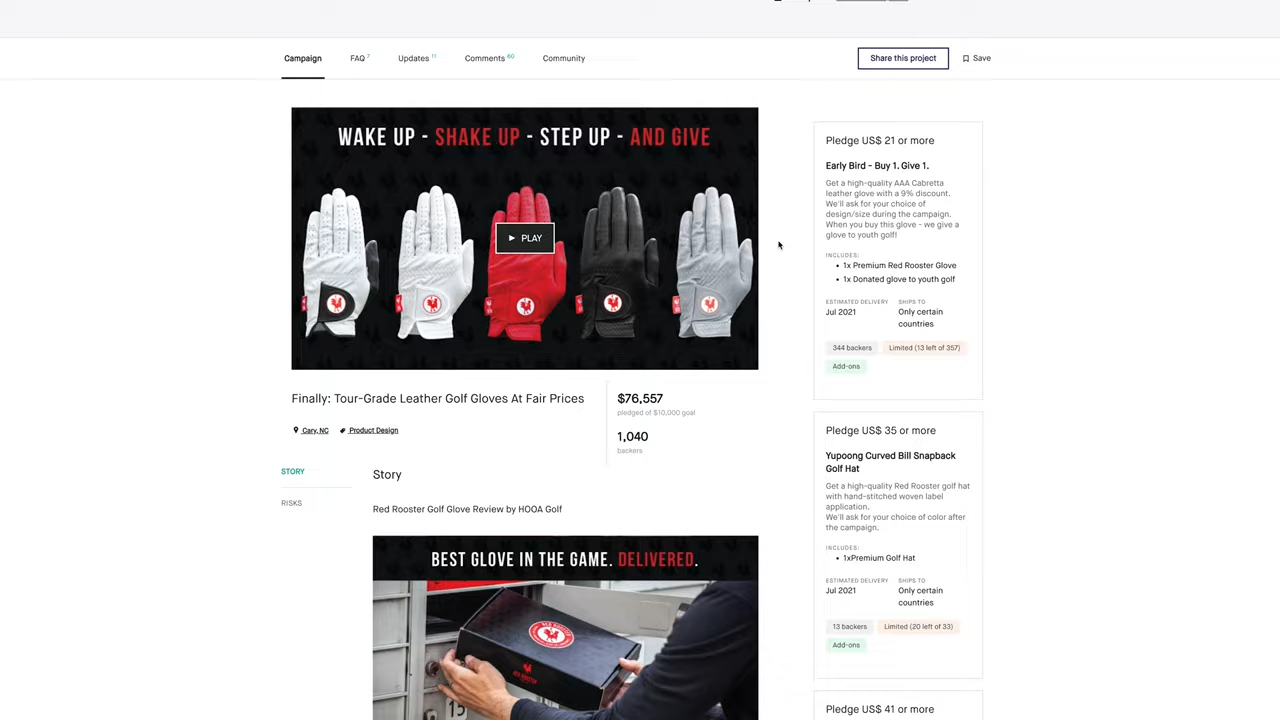 Campaign
FAQ 7
Updates 11
Comments 60
Community
Share this project
Save
WAKE UP - SHAKE UP - STEP UP - AND GIVE
PLAY
Finally: Tour-Grade Leather Golf Gloves At Fair Prices
Cary, NC
Product Design
$76,557
pledged of $10,000 goal
1,040
backers
STORY
RISKS
Story
Red Rooster Golf Glove Review by HOOA Golf
BEST GLOVE IN THE GAME. DELIVERED.
RED ROOSTER
15
Pledge US$ 21 or more
Early Bird - Buy 1. Give 1.
Get a high-quality AAA Cabretta
leather glove with a 9% discount.
We'll ask for your choice of
design/size during the campaign.
When you buy this glove - we give a
glove to youth golf!
INCLUDES:
• 1x Premium Red Rooster Glove
• 1x Donated glove to youth golf
ESTIMATED DELIVERY
Jul 2021
SHIPS TO
Only certain
countries
344 backers
Limited (13 left of 357)
Add-ons
Pledge US$ 35 or more
Yupoong Curved Bill Snapback
Golf Hat
Get a high-quality Red Rooster golf hat
with hand-stitched woven label
application.
We'll ask for your choice of color after
the campaign.
INCLUDES:
• 1xPremium Golf Hat
ESTIMATED DELIVERY
Jul 2021
SHIPS TO
Only certain
countries
13 backers
Limited (20 left of 33)
Add-ons
Pledge US$ 41 or more